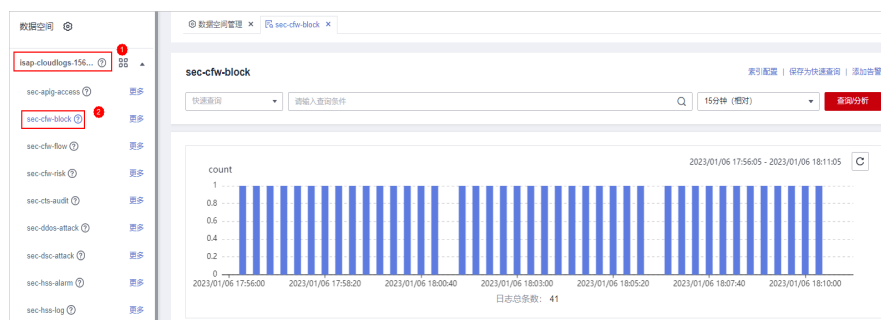 数据空间
isap-cloudlogs-156...
1
sec-apig-access
更多
sec-cfw-block
2
更多
sec-cfw-flow
更多
sec-cfw-risk
更多
sec-cts-audit
更多
sec-ddos-attack
更多
sec-dsc-attack
更多
sec-hss-alarm
更多
sec-hss-log
更多
数据空间管理 × sec-cfw-block ×
sec-cfw-block
索引配置 | 保存为快速查询 | 添加告警
快速查询
请输入查询条件
15分钟（相对）
查询/分析
2023/01/06 17:56:05 - 2023/01/06 18:11:05
count
1
0.8
0.6
0.4
0.2
0
2023/01/06 17:56:00 2023/01/06 17:58:20 2023/01/06 18:00:40 2023/01/06 18:03:00 2023/01/06 18:05:20 2023/01/06 18:07:40 2023/01/06 18:10:00
日志总条数： 41